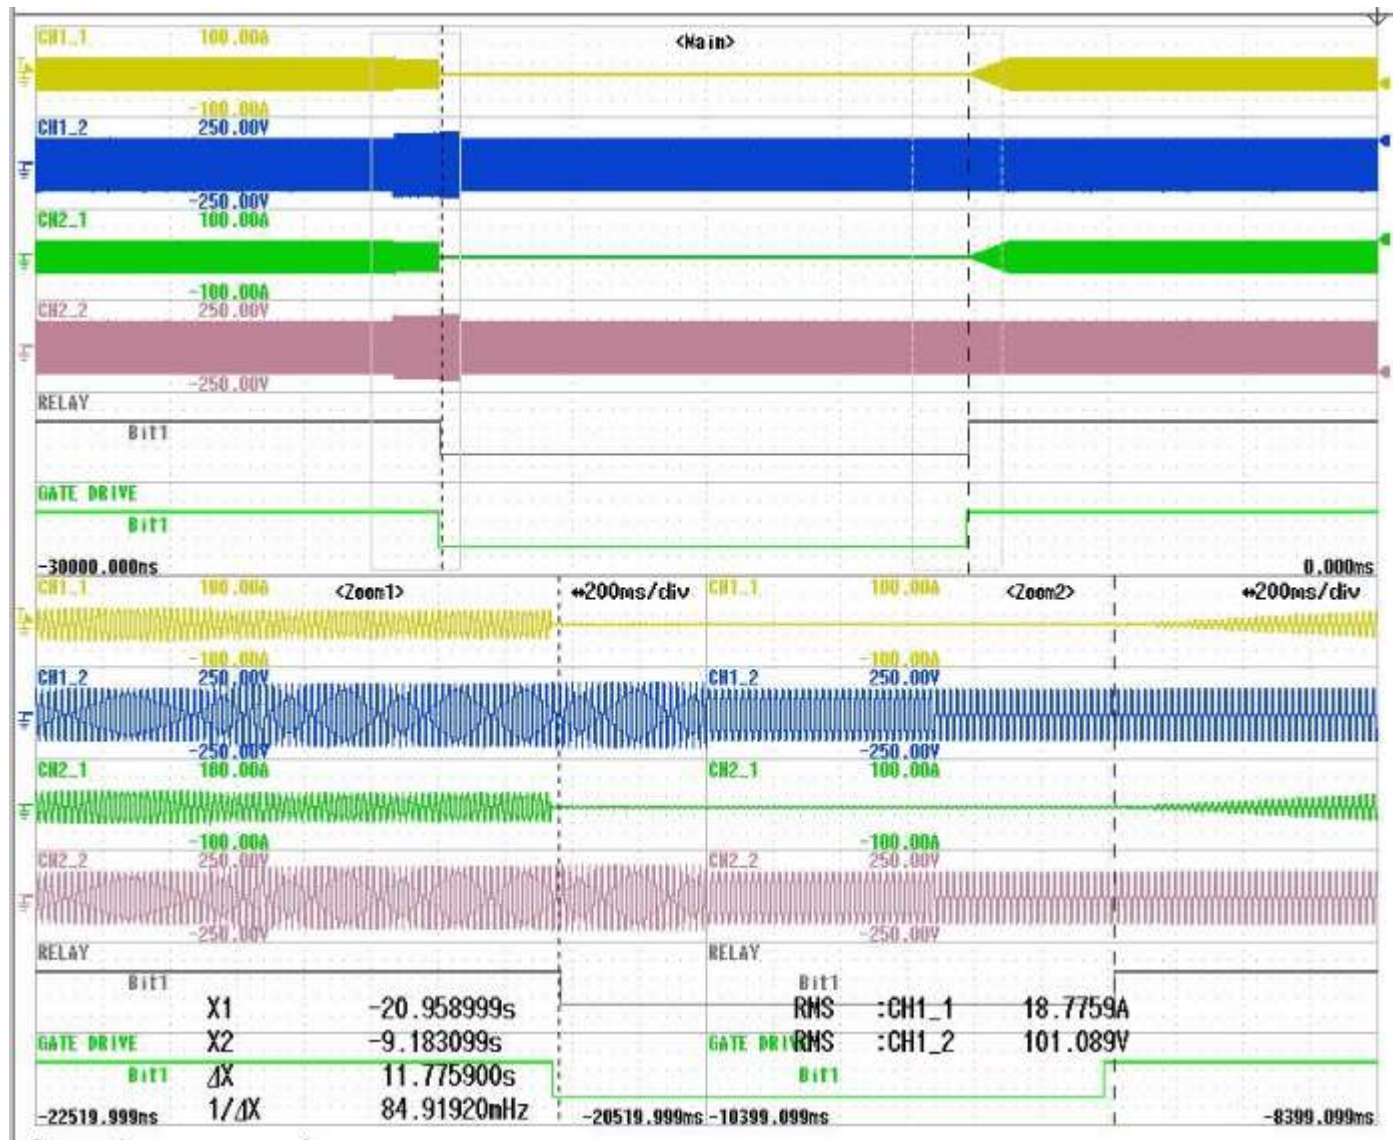 CH1_1 100.00A <Main>
-100.00A
CH1_2 250.00V
-250.00V
CH2_1 100.00A
-100.00A
CH2_2 250.00V
-250.00V
RELAY
Bit1
GATE DRIVE
Bit1
-30000.000ms 0.000ms
CH1_1 100.00A <Zoom1> ↔200ms/div CH1_1 100.00A <Zoom2> ↔200ms/div
-100.00A -100.00A
CH1_2 250.00V CH1_2 250.00V
-250.00V -250.00V
CH2_1 100.00A CH2_1 100.00A
-100.00A -100.00A
CH2_2 250.00V CH2_2 250.00V
-250.00V -250.00V
RELAY RELAY
Bit1 Bit1
X1 -20.958999s RMS :CH1_1 18.7759A
GATE DRIVE X2 -9.183099s GATE DRI RMS :CH1_2 101.089V
Bit1 ΔX 11.775900s Bit1
-22519.999ms 1/ΔX 84.91920mHz -20519.999ms -10399.099ms -8399.099ms